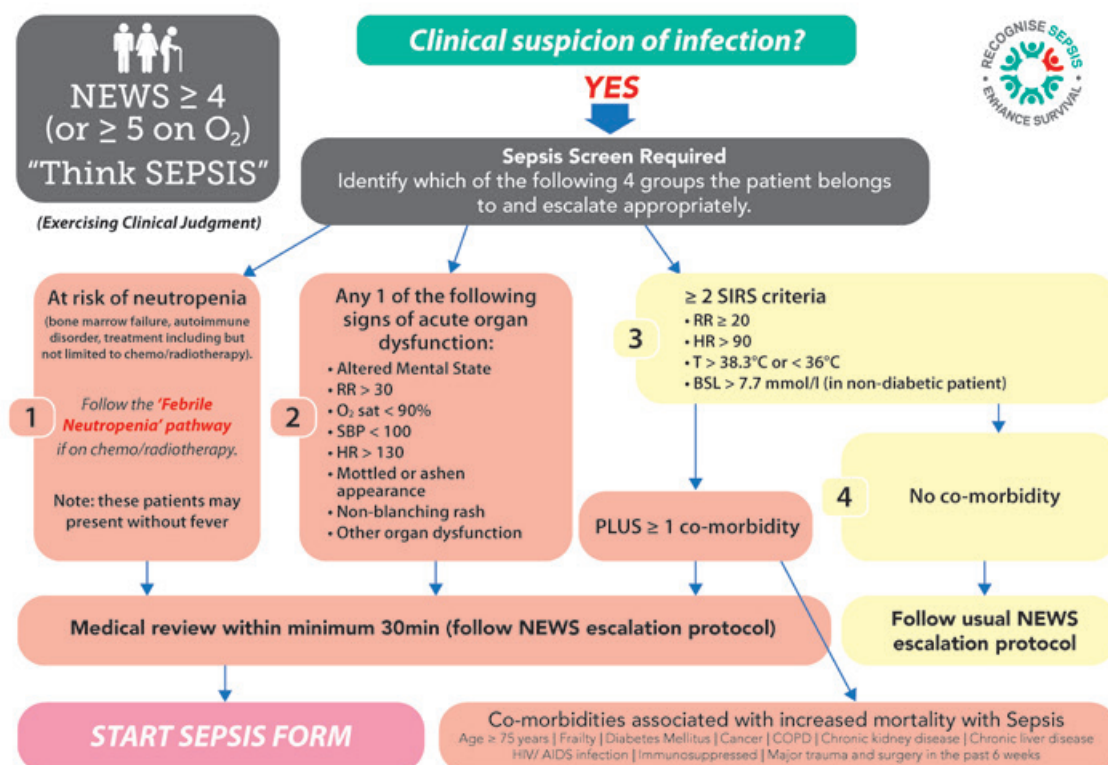 NEWS ≥ 4
(or ≥ 5 on O₂)
"Think SEPSIS"
(Exercising Clinical Judgment)
Clinical suspicion of infection?
YES
RECOGNISE SEPSIS
ENHANCE SURVIVAL
Sepsis Screen Required
Identify which of the following 4 groups the patient belongs
to and escalate appropriately.
1
At risk of neutropenia
(bone marrow failure, autoimmune
disorder, treatment including but
not limited to chemo/radiotherapy).
Follow the 'Febrile
Neutropenia' pathway
if on chemo/radiotherapy.
Note: these patients may
present without fever
2
Any 1 of the following
signs of acute organ
dysfunction:
• Altered Mental State
• RR > 30
• O₂ sat < 90%
• SBP < 100
• HR > 130
• Mottled or ashen
appearance
• Non-blanching rash
• Other organ dysfunction
3
≥ 2 SIRS criteria
• RR ≥ 20
• HR > 90
• T > 38.3°C or < 36°C
• BSL > 7.7 mmol/l (in non-diabetic patient)
PLUS ≥ 1 co-morbidity
4
No co-morbidity
Medical review within minimum 30min (follow NEWS escalation protocol)
Follow usual NEWS
escalation protocol
START SEPSIS FORM
Co-morbidities associated with increased mortality with Sepsis
Age ≥ 75 years | Frailty | Diabetes Mellitus | Cancer | COPD | Chronic kidney disease | Chronic liver disease
HIV/ AIDS infection | Immunosuppressed | Major trauma and surgery in the past 6 weeks